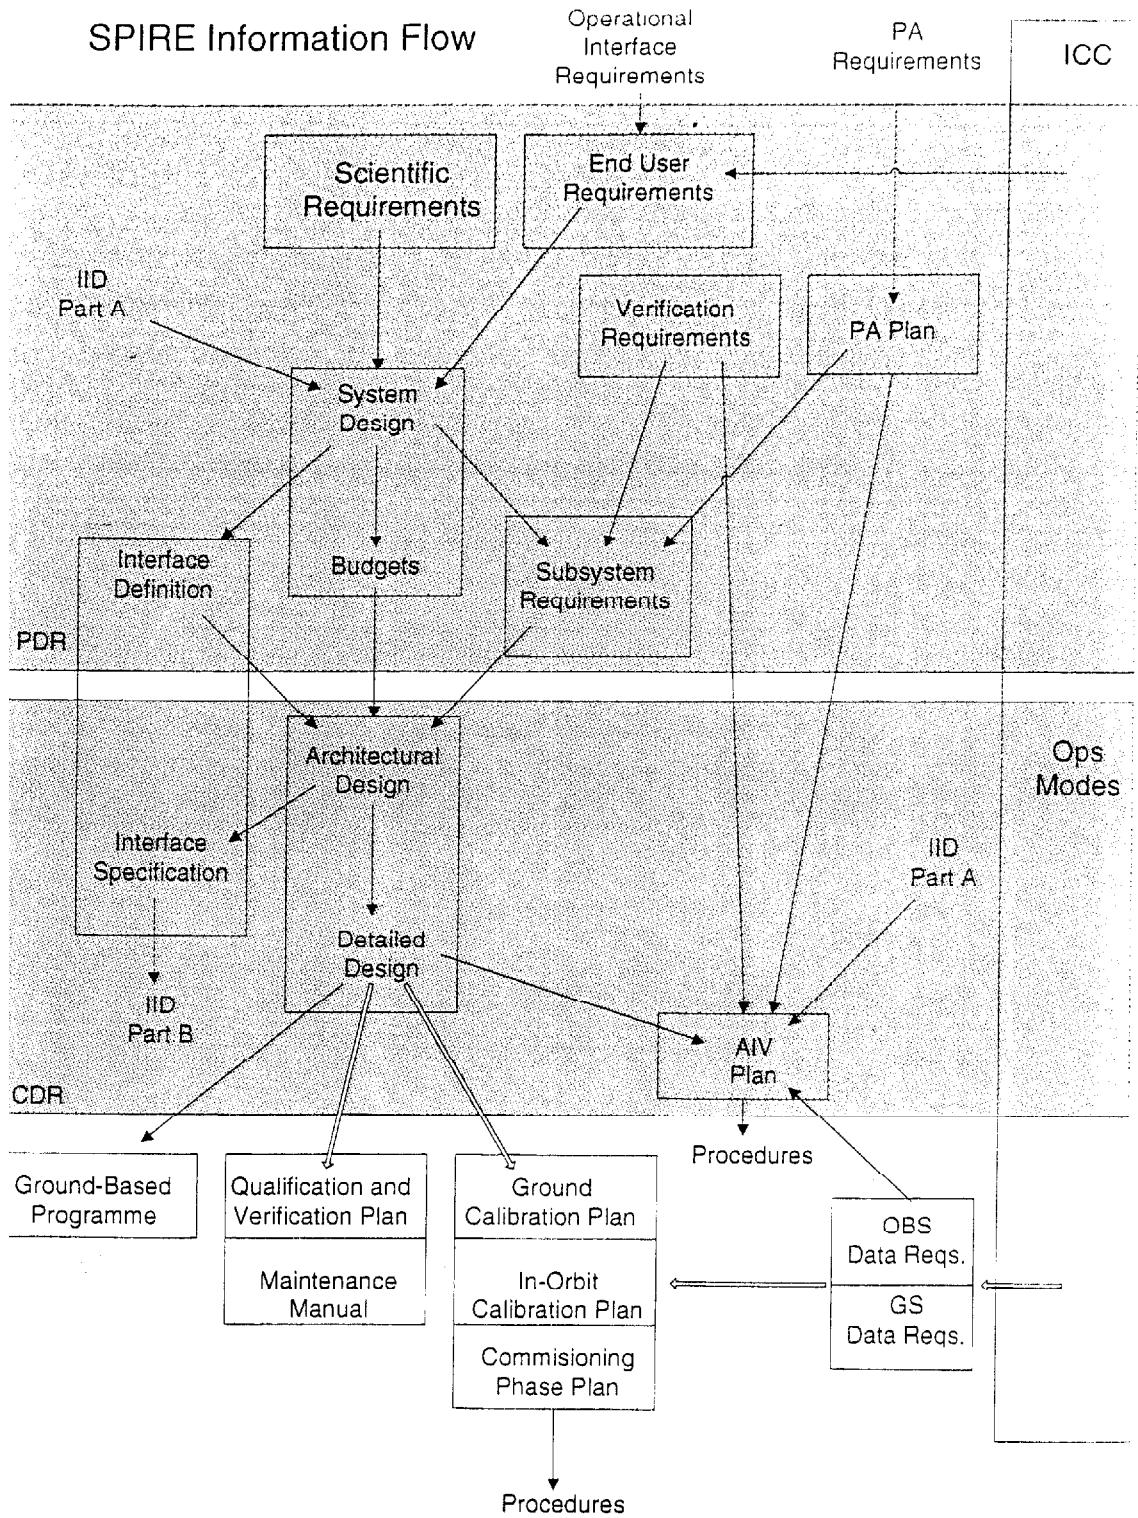 SPIRE Information Flow
Operational
Interface
Requirements
PA
Requirements
ICC
Scientific
Requirements
End User
Requirements
IID
Part A
Verification
Requirements
PA Plan
System
Design
Interface
Definition
Budgets
Subsystem
Requirements
PDR
Architectural
Design
Ops
Modes
Interface
Specification
IID
Part A
Detailed
Design
IID
Part B
AIV
Plan
CDR
Procedures
Ground-Based
Programme
Qualification and
Verification Plan
Ground
Calibration Plan
OBS
Data Reqs.
Maintenance
Manual
In-Orbit
Calibration Plan
GS
Data Reqs.
Commisioning
Phase Plan
Procedures